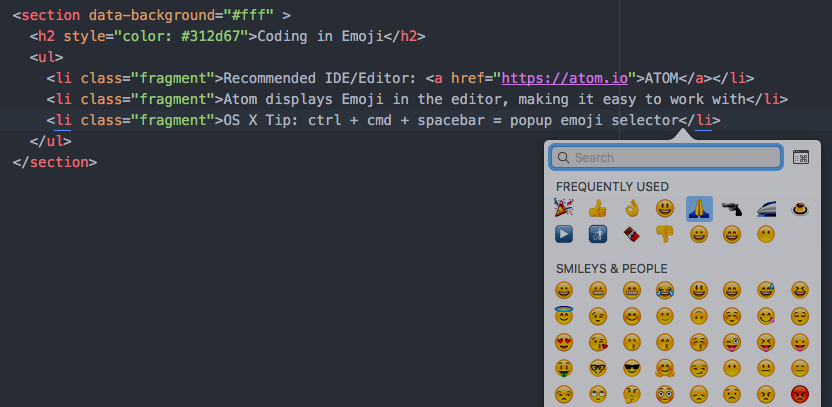 <section data-background="#fff" >
<h2 style="color: #312d67">Coding in Emoji</h2>
<ul>
<li class="fragment">Recommended IDE/Editor: <a href="https://atom.io">ATOM</a></li>
<li class="fragment">Atom displays Emoji in the editor, making it easy to work with</li>
<li class="fragment">OS X Tip: ctrl + cmd + spacebar = popup emoji selector</li>
</ul>
</section>
Search
FREQUENTLY USED
SMILEYS & PEOPLE